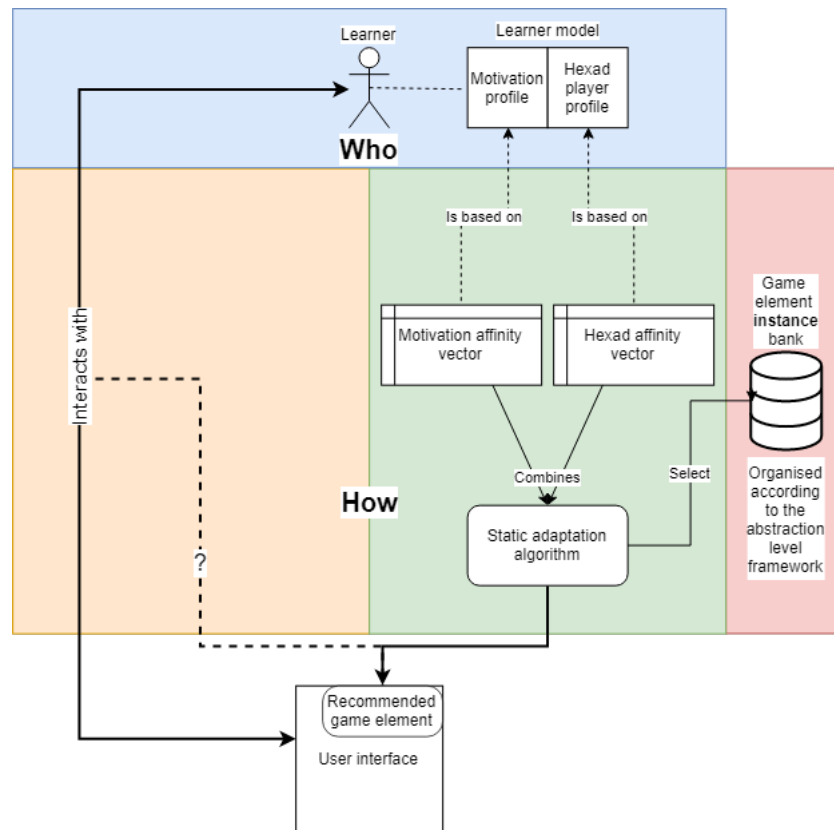 Learner
Learner model
Motivation
profile
Hexad
player
profile
Who
Is based on
Is based on
Interacts with
Motivation affinity
vector
Hexad affinity
vector
Game
element
instance
bank
Combines
Select
How
Static adaptation
algorithm
Organised
according
to the
abstraction
level
framework
?
Recommended
game element
User interface